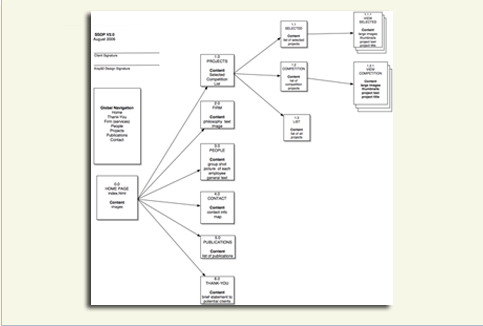 SEDF V3.0
August 2008
Client Signature
Graphic Design Signature
Global Navigation
Home
Thank You
Firm (services)
People
Projects
Publications
Contact
0.0
HOME PAGE
index.html
Content
images
1.0
PROJECTS
Content
Selected
Competition
List
2.0
FIRM
Content
philosophy text
image
3.0
PEOPLE
Content
group shot
picture of each
employee
general text
4.0
CONTACT
Content
contact info
map
5.0
PUBLICATIONS
Content
list of publications
6.0
THANK YOU
Content
brief statement to
potential clients
1.1
SELECTED
Content
list of selected
projects
1.2
COMPETITION
Content
list of
competition
projects
1.3
LIST
Content
list of all
projects
1.1.1
VIEW
SELECTED
Content
large images
thumbnails
project text
project title
1.2.1
VIEW
COMPETITION
Content
large images
thumbnails
project text
project title